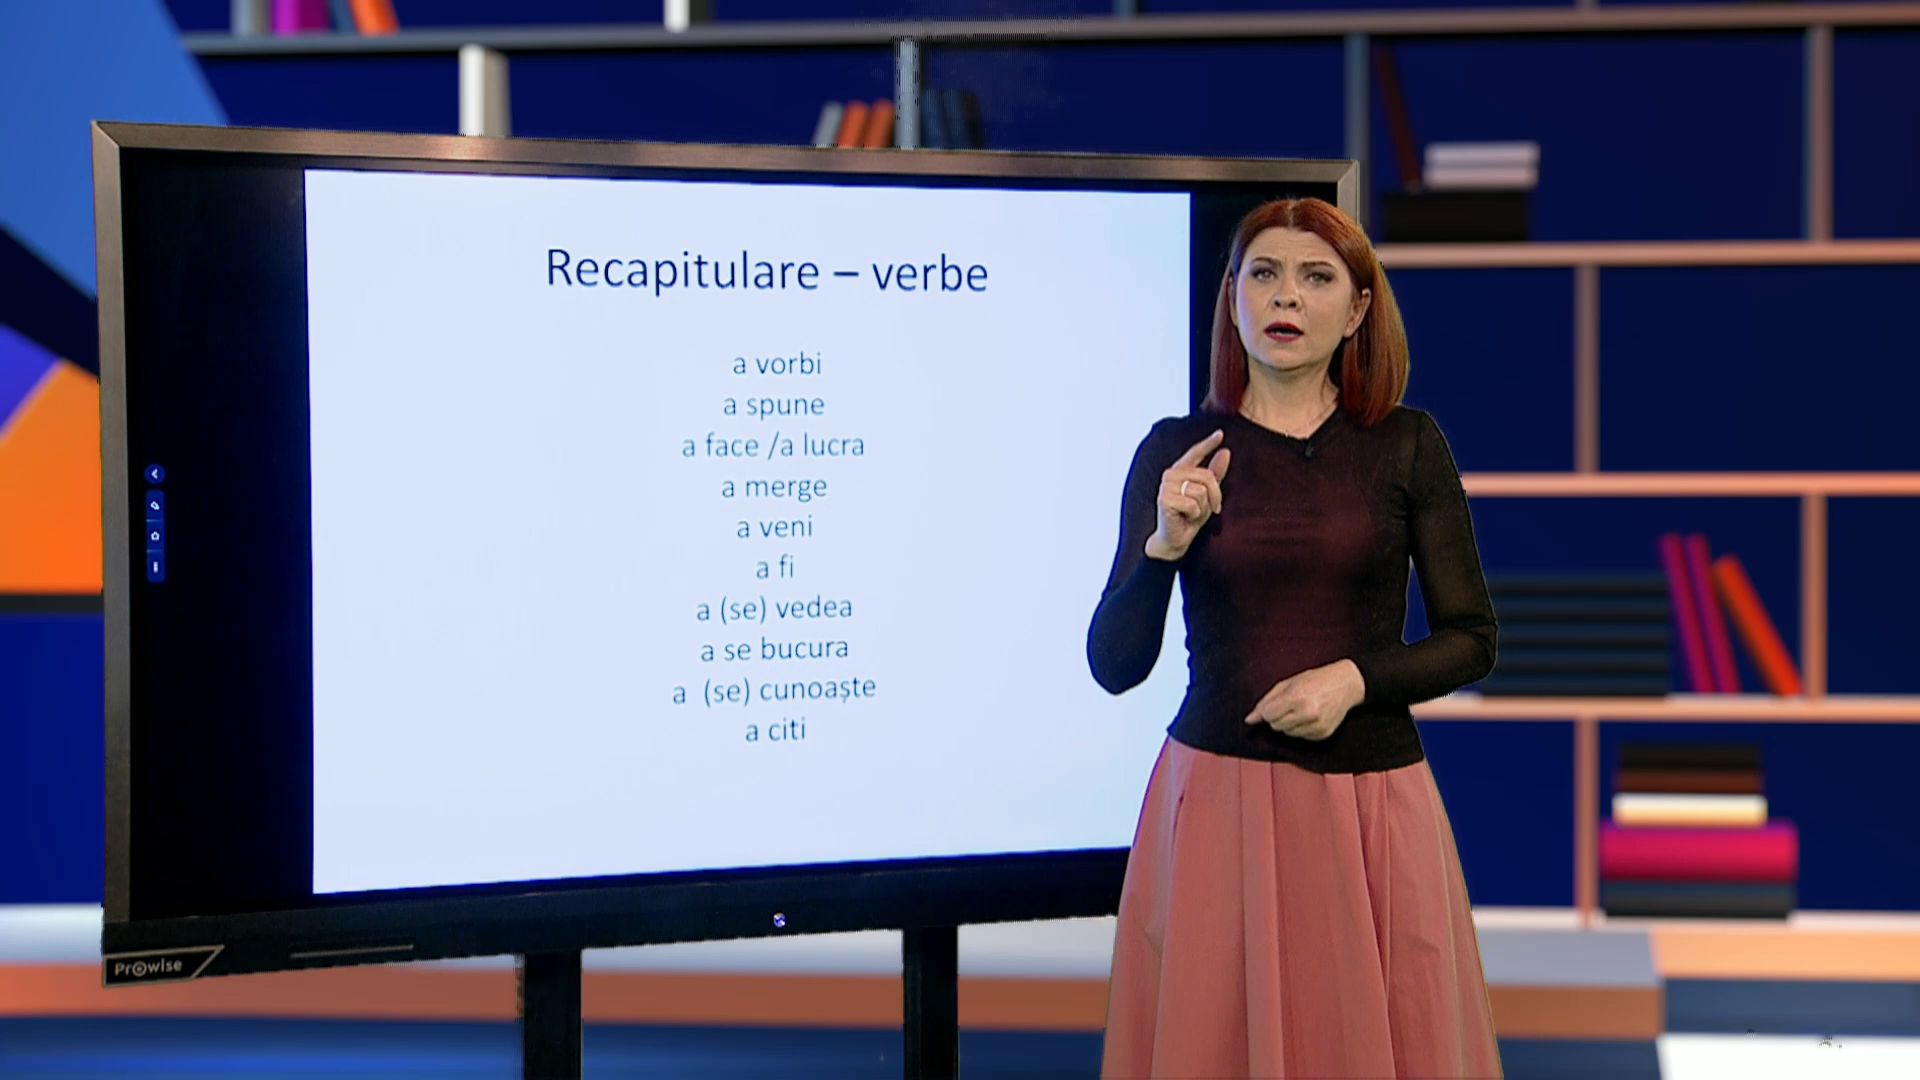 Recapitulare – verbe
a vorbi
a spune
a face /a lucra
a merge
a veni
a fi
a (se) vedea
a se bucura
a (se) cunoaște
a citi
Prowise